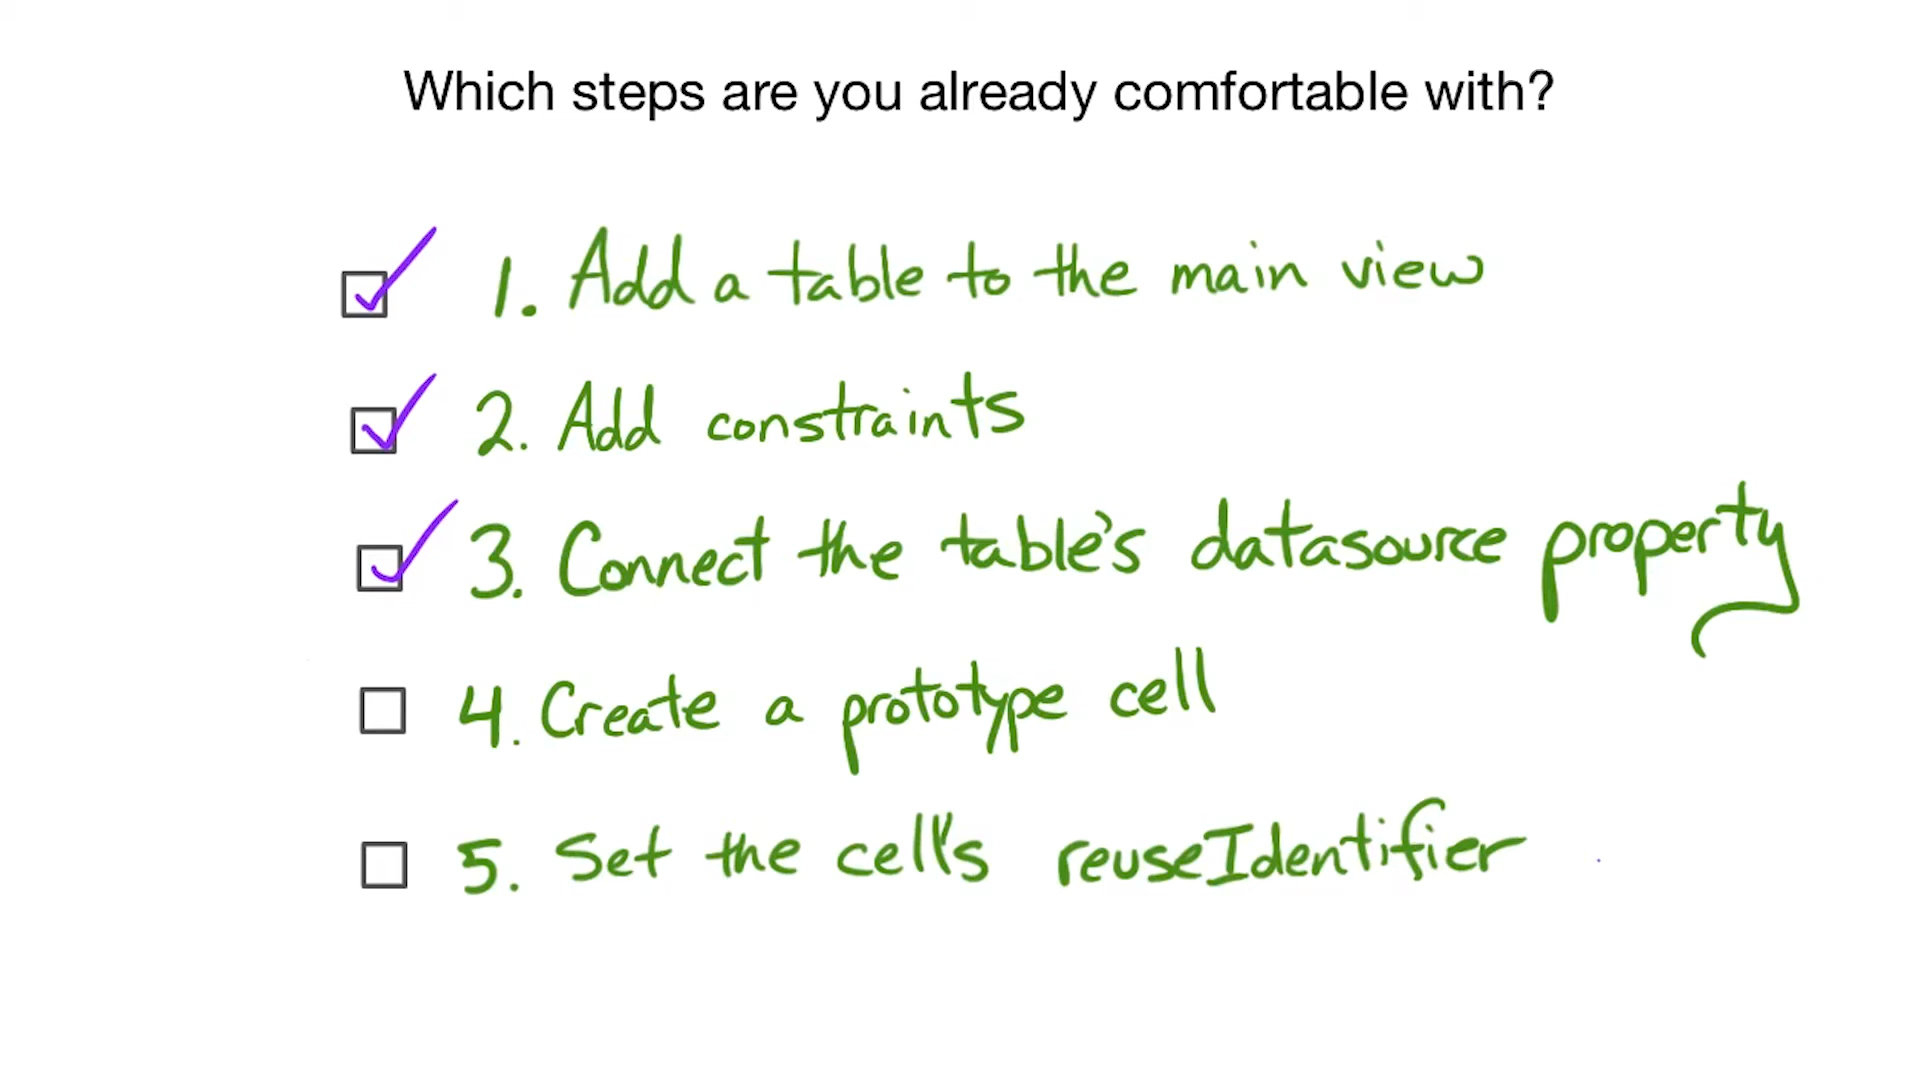 Which steps are you already comfortable with?
1. Add a table to the main view
2. Add constraints
3. Connect the table's datasource property
4. Create a prototype cell
5. Set the cell's reuseIdentifier